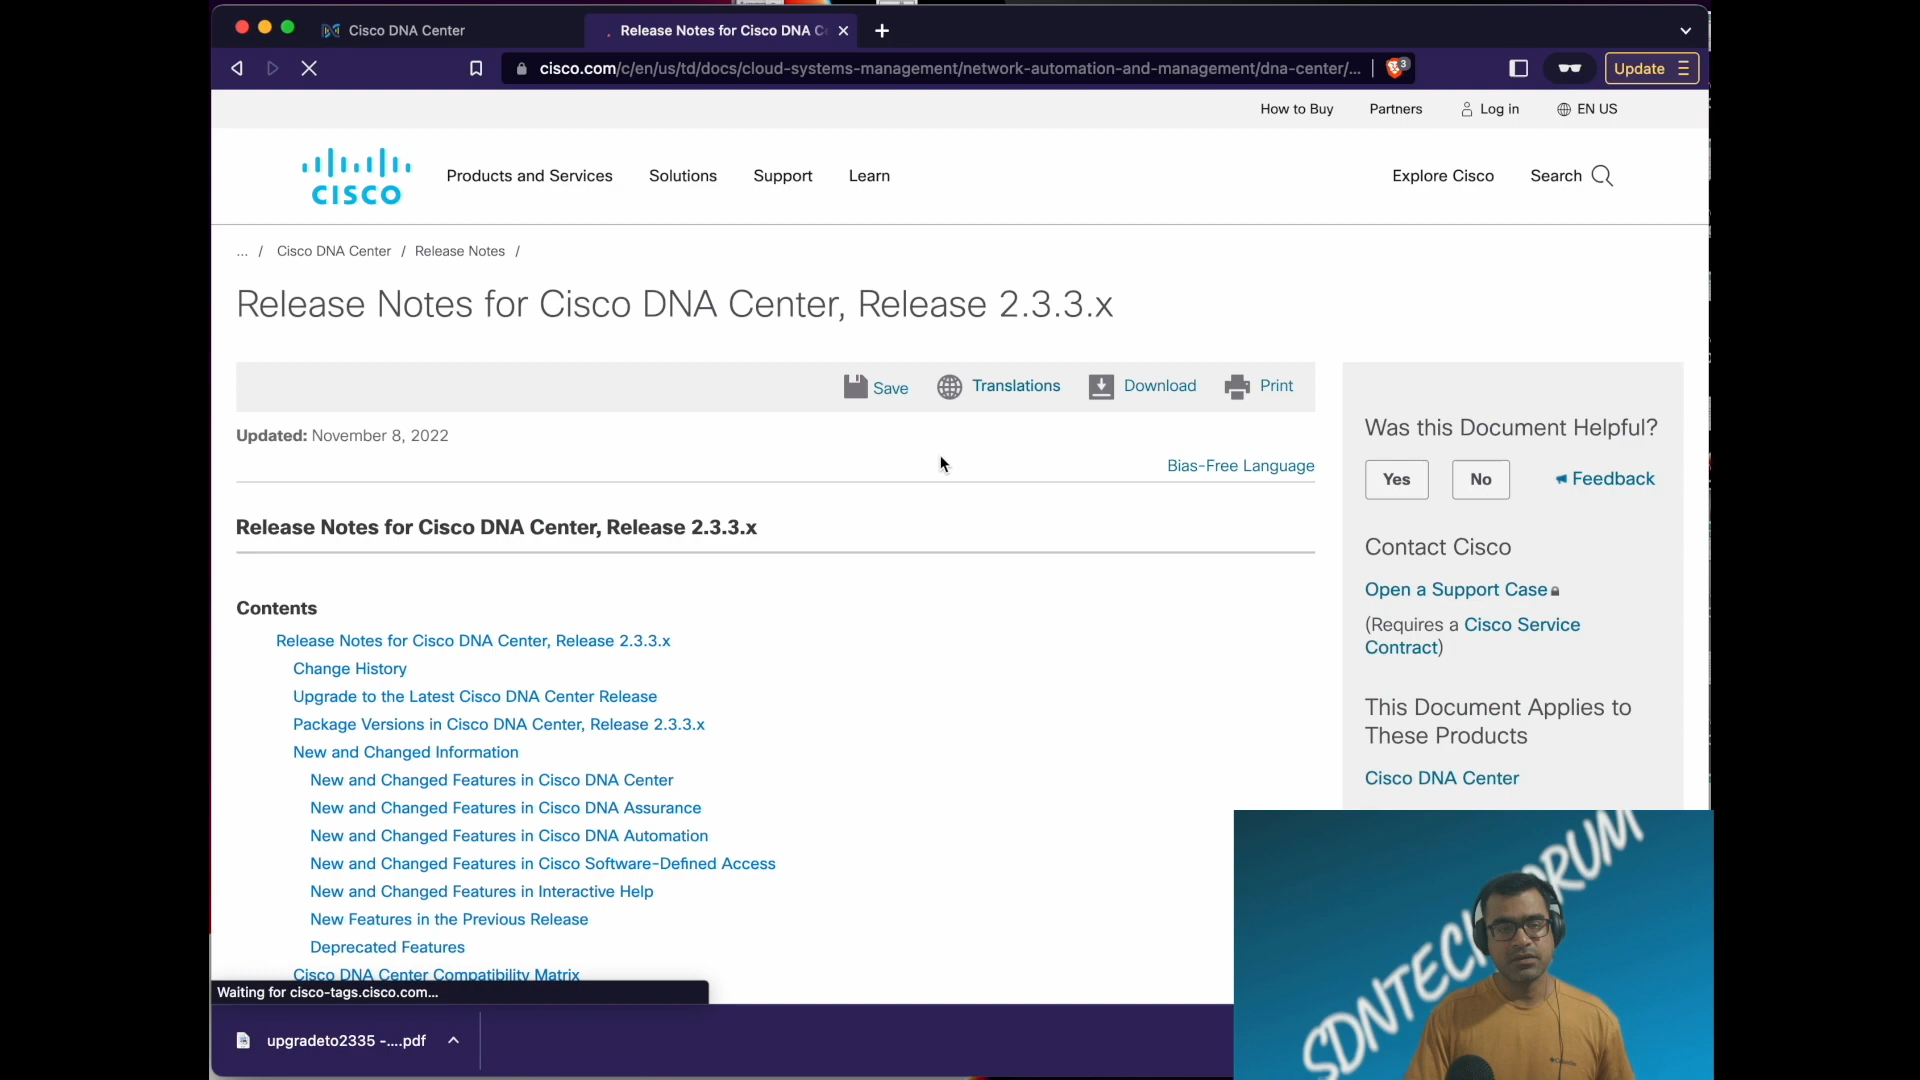 Cisco DNA Center
Release Notes for Cisco DNA C
cisco.com/c/en/us/td/docs/cloud-systems-management/network-automation-and-management/dna-center/...
3
Update
How to Buy
Partners
Log in
EN US
CISCO
Products and Services
Solutions
Support
Learn
Explore Cisco
Search
... / Cisco DNA Center / Release Notes /
Release Notes for Cisco DNA Center, Release 2.3.3.x
Save
Translations
Download
Print
Updated: November 8, 2022
Bias-Free Language
Release Notes for Cisco DNA Center, Release 2.3.3.x
Contents
Release Notes for Cisco DNA Center, Release 2.3.3.x
Change History
Upgrade to the Latest Cisco DNA Center Release
Package Versions in Cisco DNA Center, Release 2.3.3.x
New and Changed Information
New and Changed Features in Cisco DNA Center
New and Changed Features in Cisco DNA Assurance
New and Changed Features in Cisco DNA Automation
New and Changed Features in Cisco Software-Defined Access
New and Changed Features in Interactive Help
New Features in the Previous Release
Deprecated Features
Cisco DNA Center Compatibility Matrix
Was this Document Helpful?
Yes
No
Feedback
Contact Cisco
Open a Support Case
(Requires a Cisco Service
Contract)
This Document Applies to
These Products
Cisco DNA Center
Waiting for cisco-tags.cisco.com...
upgradeto2335 -....pdf